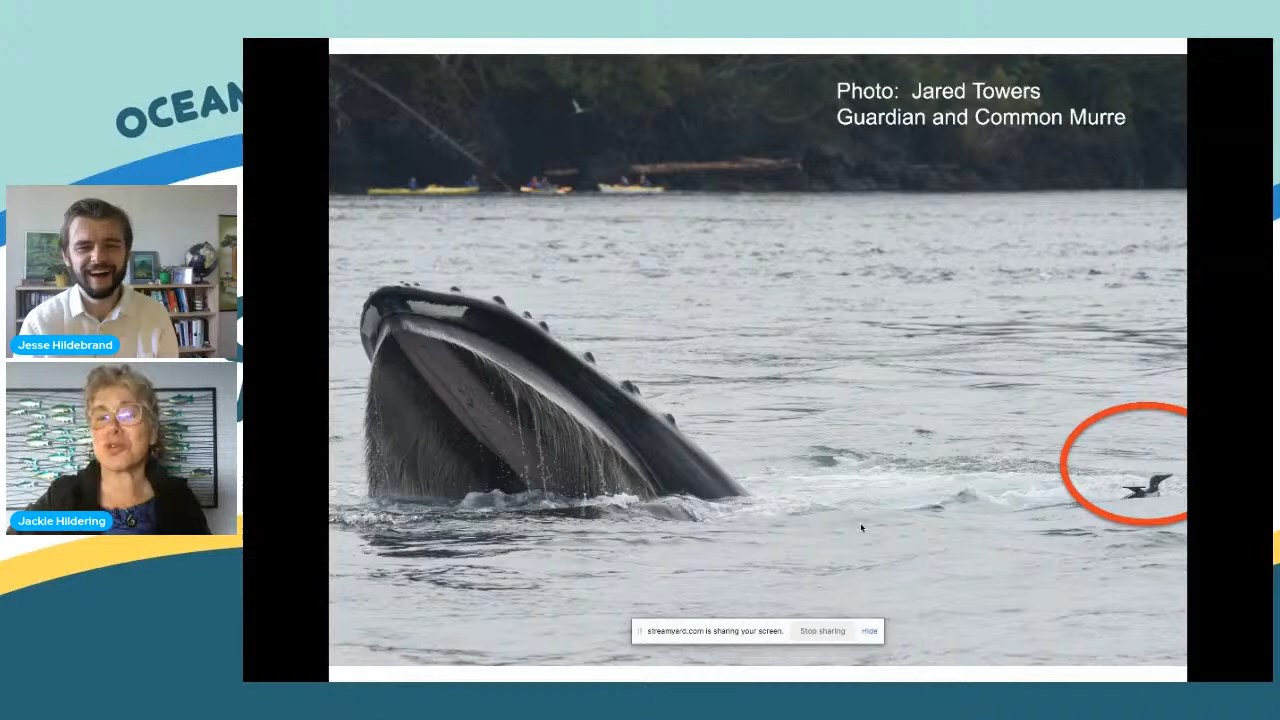 OCEAN
Photo: Jared Towers
Guardian and Common Murre
Jesse Hildebrand
Jackie Hildering
streamyard.com is sharing your screen. Stop sharing Hide